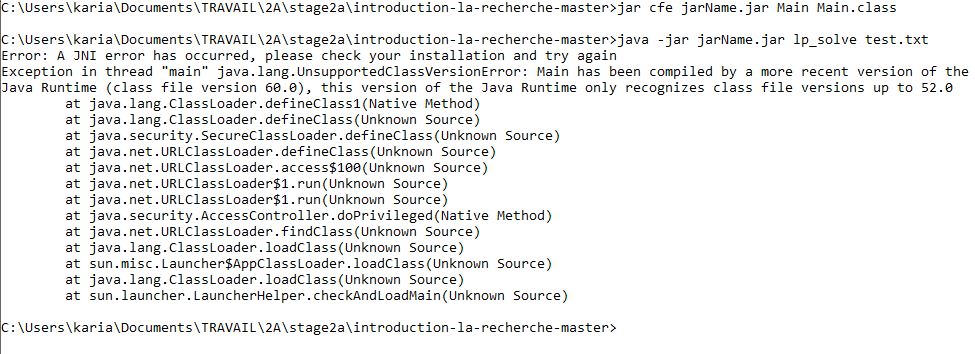 C:\Users\karia\Documents\TRAVAIL\2A\stage2a\introduction-la-recherche-master>jar cfe jarName.jar Main Main.class
C:\Users\karia\Documents\TRAVAIL\2A\stage2a\introduction-la-recherche-master>java -jar jarName.jar lp_solve test.txt
Error: A JNI error has occurred, please check your installation and try again
Exception in thread "main" java.lang.UnsupportedClassVersionError: Main has been compiled by a more recent version of the
Java Runtime (class file version 60.0), this version of the Java Runtime only recognizes class file versions up to 52.0
        at java.lang.ClassLoader.defineClass1(Native Method)
        at java.lang.ClassLoader.defineClass(Unknown Source)
        at java.security.SecureClassLoader.defineClass(Unknown Source)
        at java.net.URLClassLoader.defineClass(Unknown Source)
        at java.net.URLClassLoader.access$100(Unknown Source)
        at java.net.URLClassLoader$1.run(Unknown Source)
        at java.net.URLClassLoader$1.run(Unknown Source)
        at java.security.AccessController.doPrivileged(Native Method)
        at java.net.URLClassLoader.findClass(Unknown Source)
        at java.lang.ClassLoader.loadClass(Unknown Source)
        at sun.misc.Launcher$AppClassLoader.loadClass(Unknown Source)
        at java.lang.ClassLoader.loadClass(Unknown Source)
        at sun.launcher.LauncherHelper.checkAndLoadMain(Unknown Source)
C:\Users\karia\Documents\TRAVAIL\2A\stage2a\introduction-la-recherche-master>